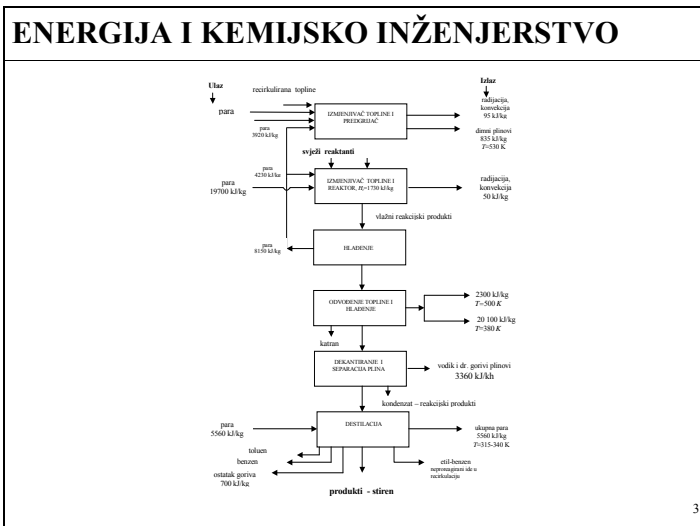 ENERGIJA I KEMIJSKO INŽENJERSTVO
Ulaz
Izlaz
recirkulirana topline
para
IZMJENJIVAČ TOPLINE I
PREDGRIJAČ
radijacija,
konvekcija
95 kJ/kg
para
3920 kJ/kg
dimni plinovi
835 kJ/kg
T=530 K
svježi reaktanti
para
4230 kJ/kg
para
19700 kJ/kg
IZMJENJIVAČ TOPLINE I
REAKTOR, Hr=1730 kJ/kg
radijacija,
konvekcija
50 kJ/kg
vlažni reakcijski produkti
para
8150 kJ/kg
HLAĐENJE
ODVOĐENJE TOPLINE I
HLAĐENJE
2300 kJ/kg
T=500 K
20 100 kJ/kg
T=380 K
katran
DEKANTIRANJE I
SEPARACIJA PLINA
vodik i dr. gorivi plinovi
3360 kJ/kh
kondenzat – reakcijski produkti
para
5560 kJ/kg
DESTILACIJA
ukupna para
5560 kJ/kg
T=315-340 K
toluen
benzen
ostatak goriva
700 kJ/kg
etil-benzen
neproreagirani ide u
recirkulaciju
produkti - stiren
3